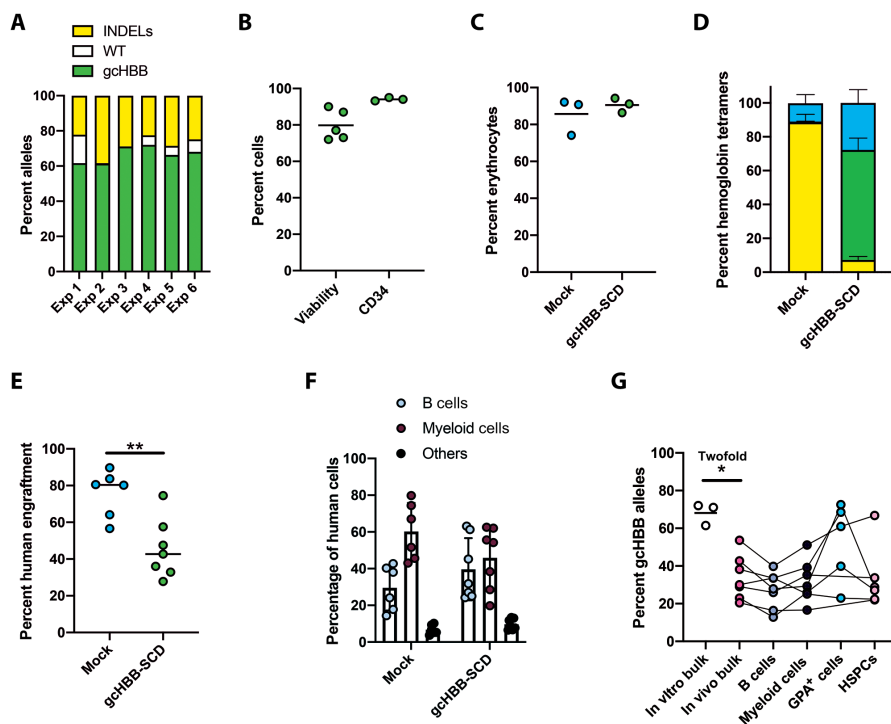 A
INDELs
WT
gcHBB
Percent alleles
100
80
60
40
20
0
Exp 1
Exp 2
Exp 3
Exp 4
Exp 5
Exp 6
B
Percent cells
100
80
60
40
20
0
Viability
CD34
C
Percent erythrocytes
100
80
60
40
20
0
Mock
gcHBB-SCD
D
Percent hemoglobin tetramers
100
80
60
40
20
0
Mock
gcHBB-SCD
E
Percent human engraftment
100
80
60
40
20
0
**
Mock
gcHBB-SCD
F
B cells
Myeloid cells
Others
Percentage of human cells
100
80
60
40
20
0
Mock
gcHBB-SCD
G
Percent gcHBB alleles
100
80
60
40
20
0
Twofold
*
In vitro bulk
In vivo bulk
B cells
Myeloid cells
GPA+ cells
HSPCs